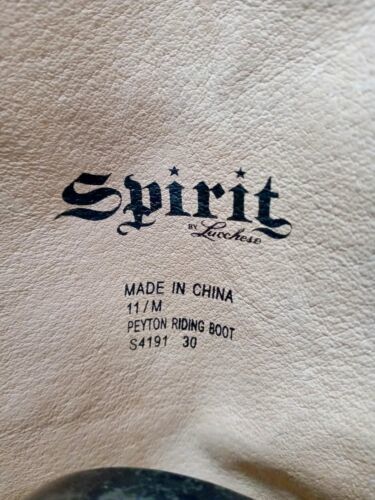 Spirit
BY Lucchese
MADE IN CHINA
11/M
PEYTON RIDING BOOT
S4191 30